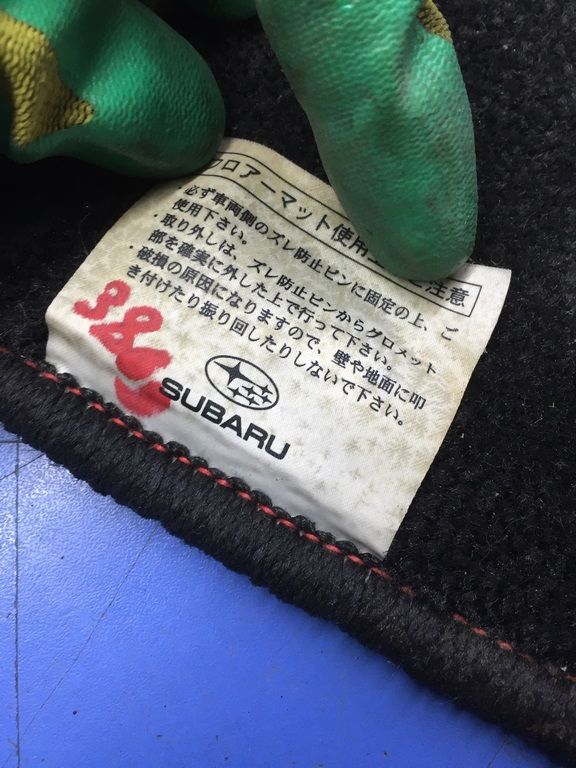 フロアーマット使用上のご注意
・必ず車両側のズレ防止ピンに固定の上、ご
使用下さい。
・取り外しは、ズレ防止ピンからグロメット
部を確実に外した上で行って下さい。
・破損の原因になりますので、壁や地面に叩
き付けたり振り回したりしないで下さい。
386
SUBARU